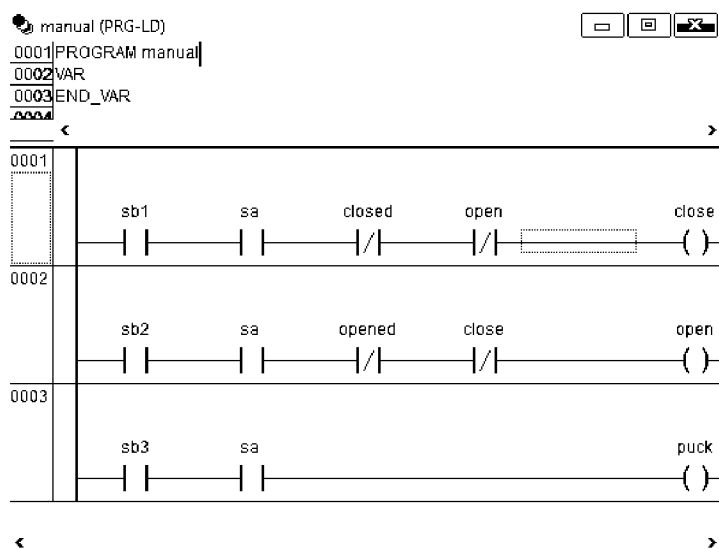 manual (PRG-LD)
0001 PROGRAM manual
0002 VAR
0003 END_VAR
0004
0001
sb1 sa closed open close
0002
sb2 sa opened close open
0003
sb3 sa puck